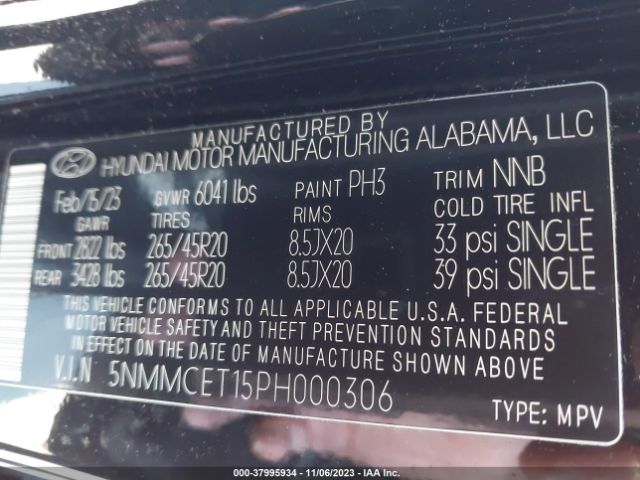 MANUFACTURED BY
HYUNDAI MOTOR MANUFACTURING ALABAMA, LLC
Feb/15/23 GVWR 6041 lbs PAINT PH3 TRIM NNB
GAWR TIRES RIMS COLD TIRE INFL
FRONT 2822 lbs 265/45R20 8.5JX20 33 psi SINGLE
REAR 3428 lbs 265/45R20 8.5JX20 39 psi SINGLE
THIS VEHICLE CONFORMS TO ALL APPLICABLE U.S.A. FEDERAL
MOTOR VEHICLE SAFETY AND THEFT PREVENTION STANDARDS
IN EFFECT ON THE DATE OF MANUFACTURE SHOWN ABOVE
V.I.N 5NMMCET15PH000306
TYPE: MPV
000-37995934 - 11/06/2023 - IAA Inc.